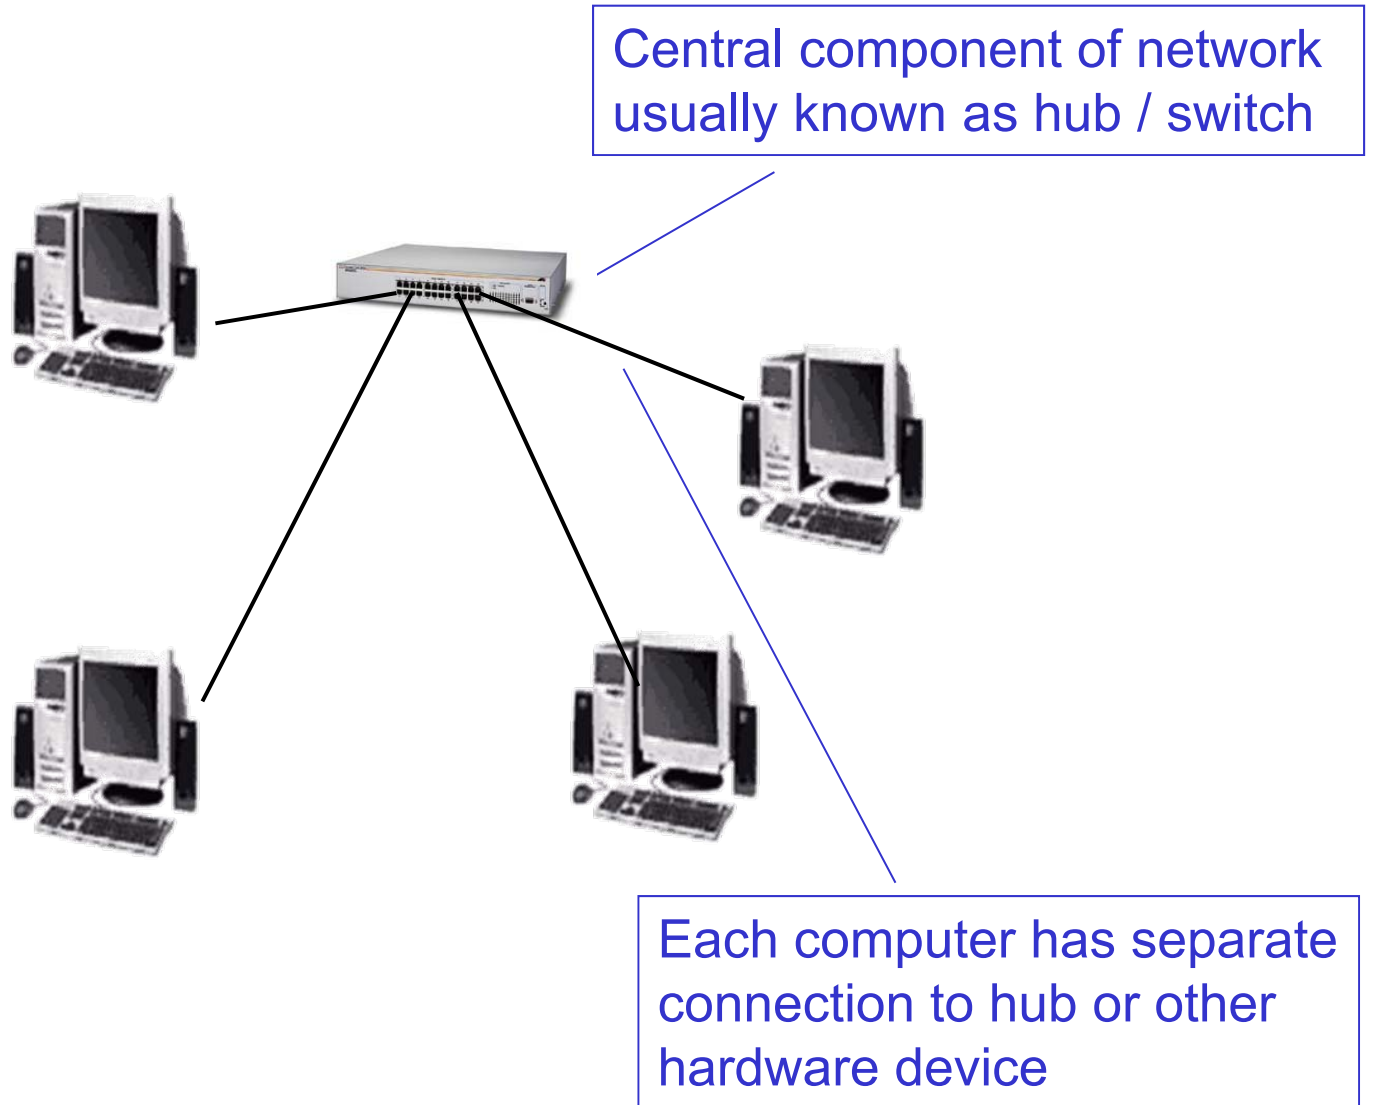 Central component of network
usually known as hub / switch
Each computer has separate
connection to hub or other
hardware device